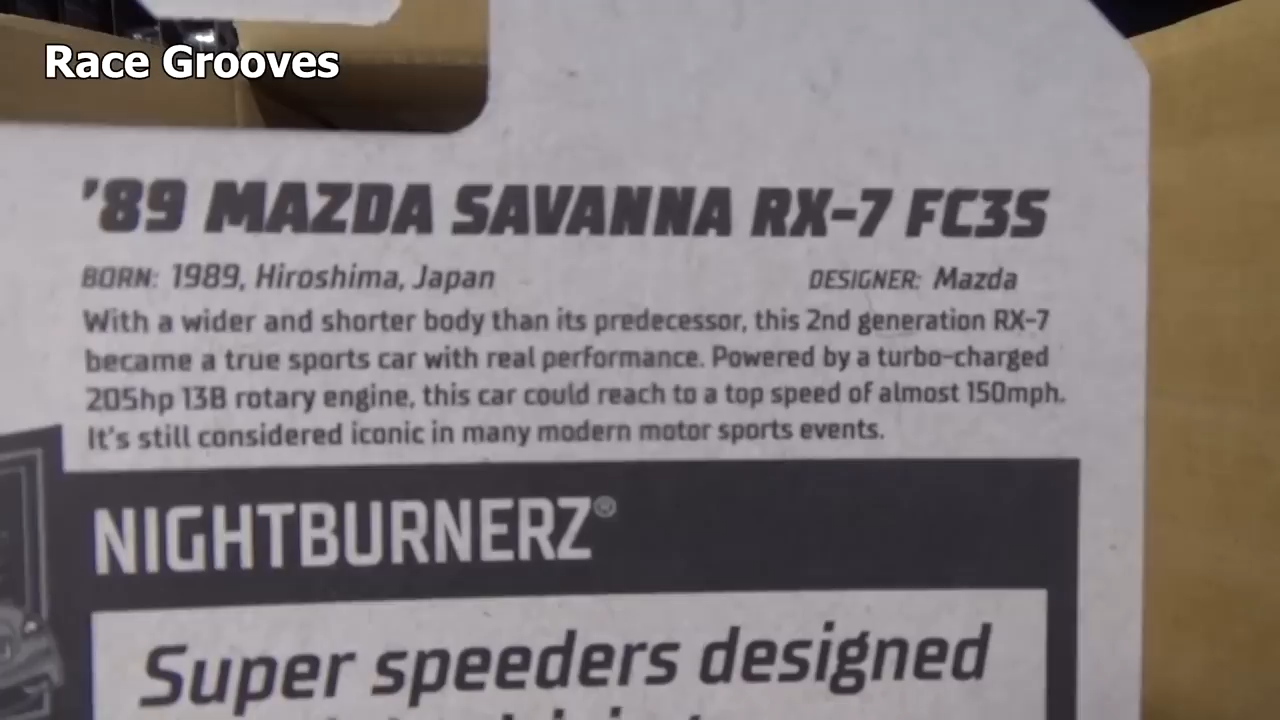 Race Grooves
'89 MAZDA SAVANNA RX-7 FC3S
BORN: 1989, Hiroshima, Japan DESIGNER: Mazda
With a wider and shorter body than its predecessor, this 2nd generation RX-7
became a true sports car with real performance. Powered by a turbo-charged
205hp 13B rotary engine, this car could reach to a top speed of almost 150mph.
It's still considered iconic in many modern motor sports events.
NIGHTBURNERZ®
Super speeders designed